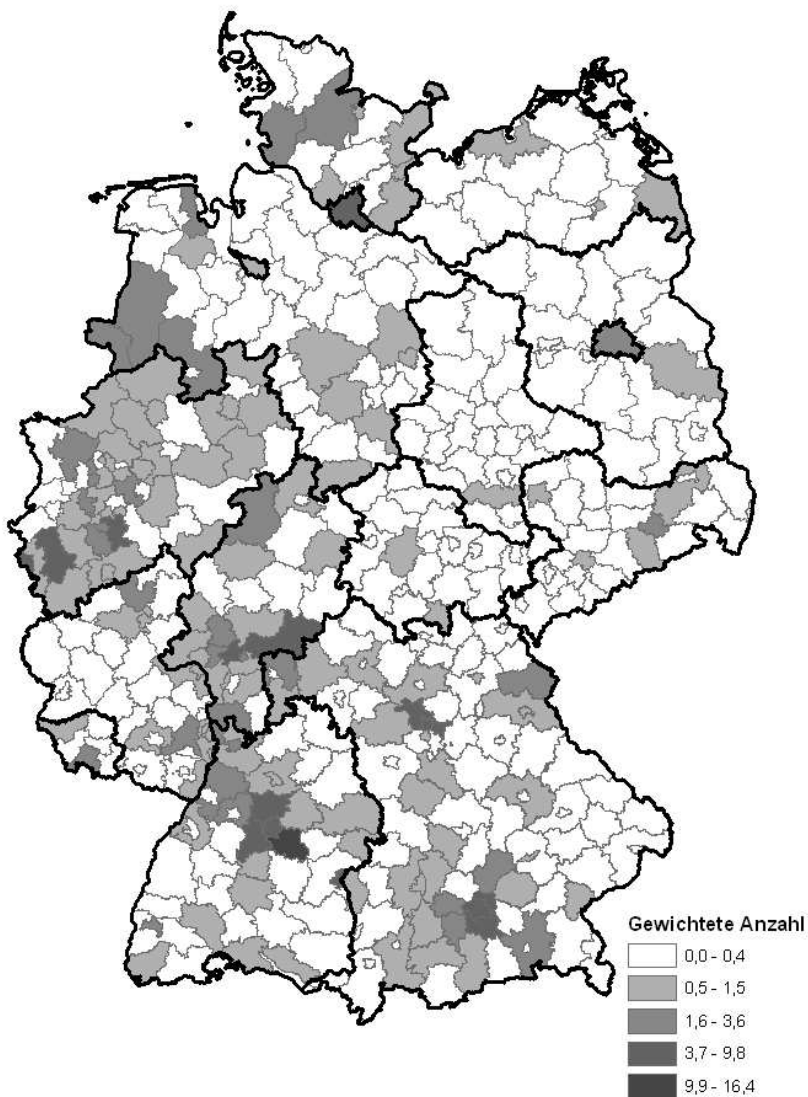 Gewichtete Anzahl
0,0 - 0,4
0,5 - 1,5
1,6 - 3,6
3,7 - 9,8
9,9 - 16,4